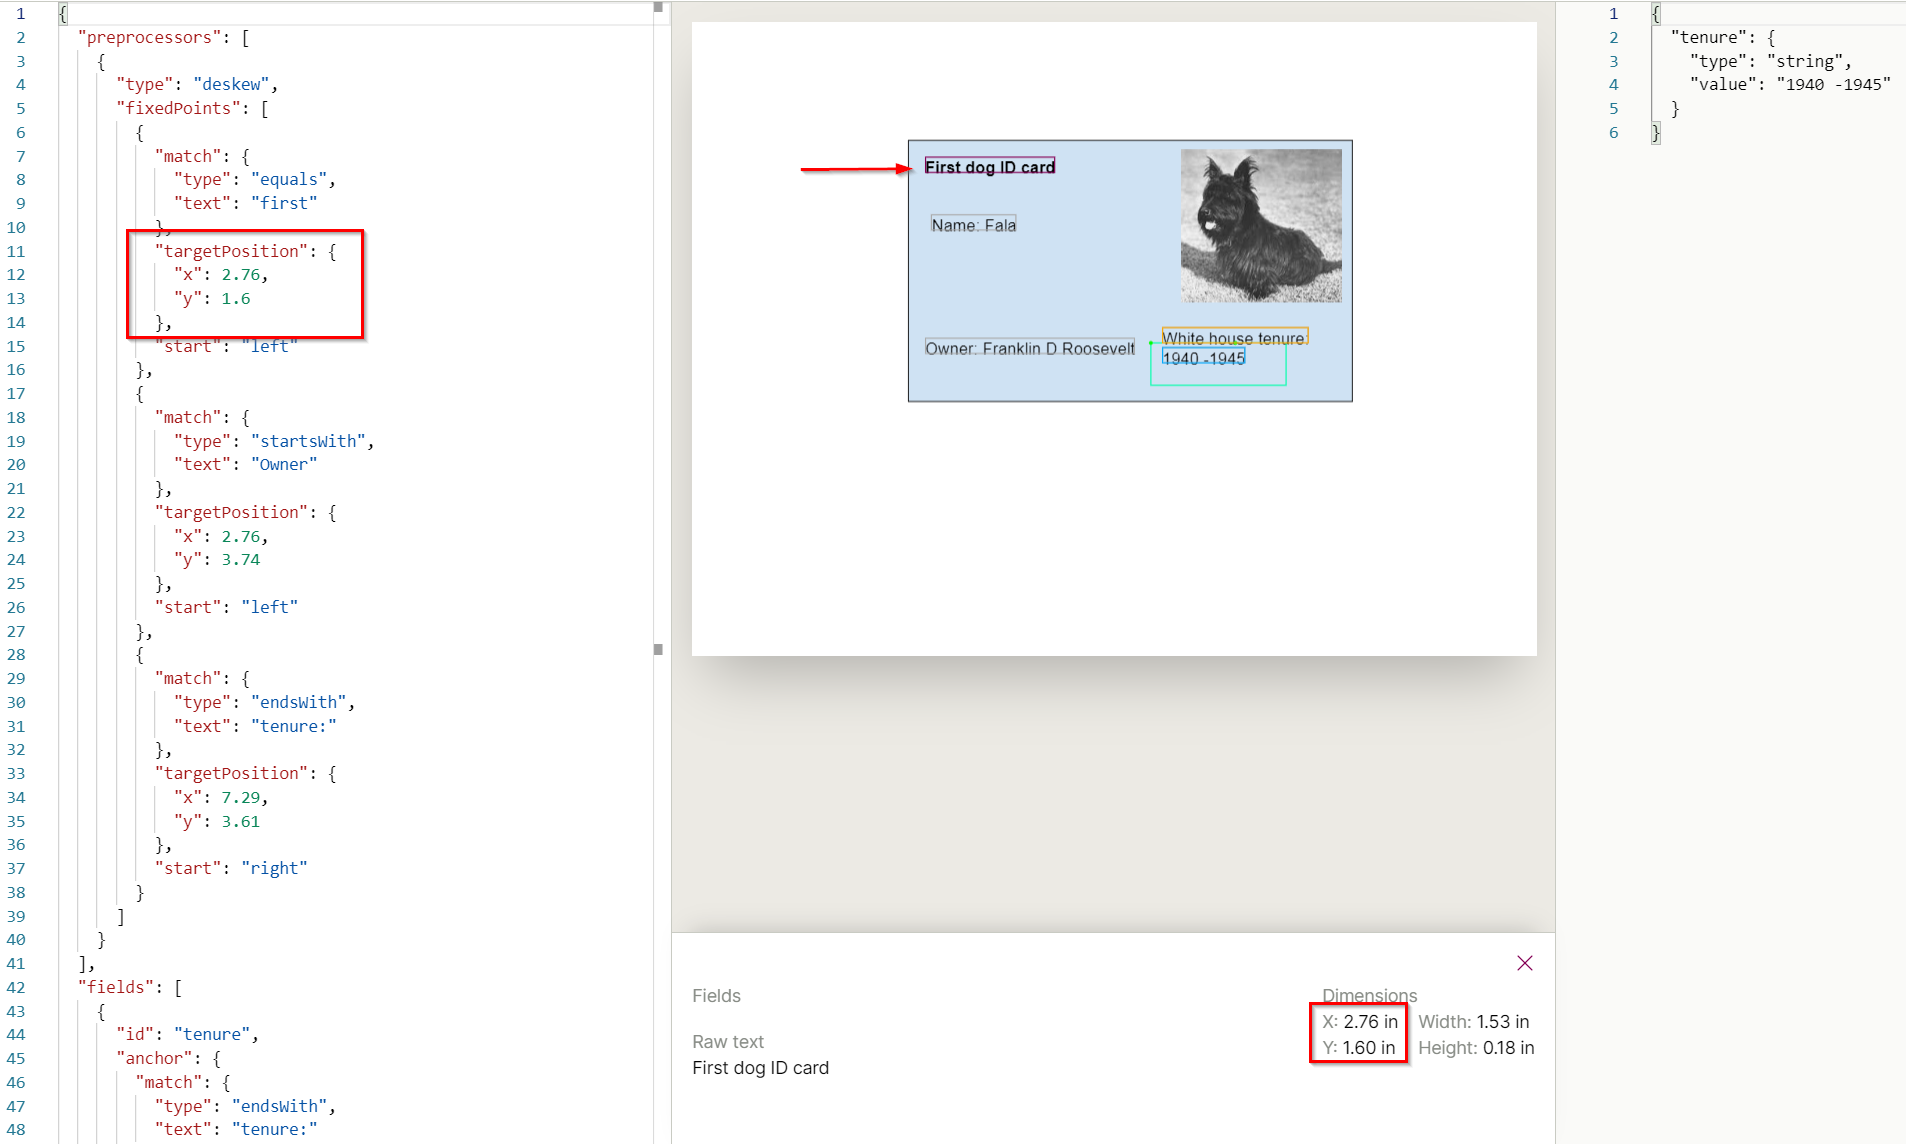 1 {
2 "preprocessors": [
3 {
4 "type": "deskew",
5 "fixedPoints": [
6 {
7 "match": {
8 "type": "equals",
9 "text": "first"
10 },
11 "targetPosition": {
12 "x": 2.76,
13 "y": 1.6
14 },
15 "start": "left"
16 },
17 {
18 "match": {
19 "type": "startsWith",
20 "text": "Owner"
21 },
22 "targetPosition": {
23 "x": 2.76,
24 "y": 3.74
25 },
26 "start": "left"
27 },
28 {
29 "match": {
30 "type": "endsWith",
31 "text": "tenure:"
32 },
33 "targetPosition": {
34 "x": 7.29,
35 "y": 3.61
36 },
37 "start": "right"
38 }
39 ]
40 }
41 ],
42 "fields": [
43 {
44 "id": "tenure",
45 "anchor": {
46 "match": {
47 "type": "endsWith",
48 "text": "tenure:"
First dog ID card
Name: Fala
Owner: Franklin D Roosevelt
White house tenure:
1940 -1945
Fields
Raw text
First dog ID card
Dimensions
X: 2.76 in Width: 1.53 in
Y: 1.60 in Height: 0.18 in
1 {
2 "tenure": {
3 "type": "string",
4 "value": "1940 -1945"
5 }
6 }